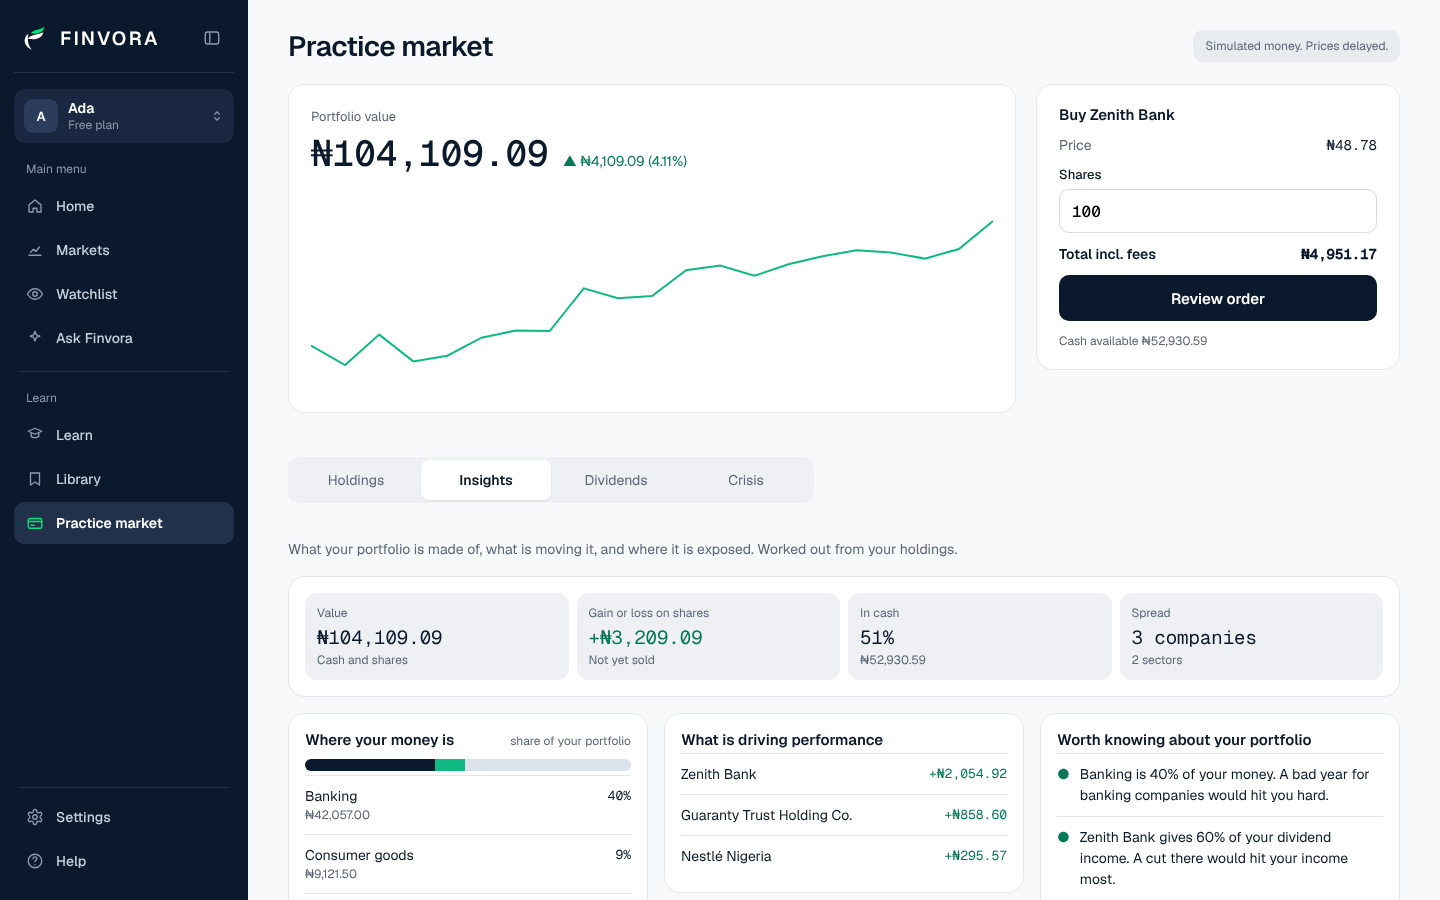 FINVORA
A
Ada
Free plan
Main menu
Home
Markets
Watchlist
Ask Finvora
Learn
Learn
Library
Practice market
Settings
Help
Practice market
Simulated money. Prices delayed.
Portfolio value
₦104,109.09
▲ ₦4,109.09 (4.11%)
Buy Zenith Bank
Price ₦48.78
Shares
100
Total incl. fees ₦4,951.17
Review order
Cash available ₦52,930.59
Holdings Insights Dividends Crisis
What your portfolio is made of, what is moving it, and where it is exposed. Worked out from your holdings.
Value
₦104,109.09
Cash and shares
Gain or loss on shares
+₦3,209.09
Not yet sold
In cash
51%
₦52,930.59
Spread
3 companies
2 sectors
Where your money is share of your portfolio
Banking 40%
₦42,057.00
Consumer goods 9%
₦9,121.50
What is driving performance
Zenith Bank +₦2,054.92
Guaranty Trust Holding Co. +₦858.60
Nestlé Nigeria +₦295.57
Worth knowing about your portfolio
Banking is 40% of your money. A bad year for
banking companies would hit you hard.
Zenith Bank gives 60% of your dividend
income. A cut there would hit your income
most.